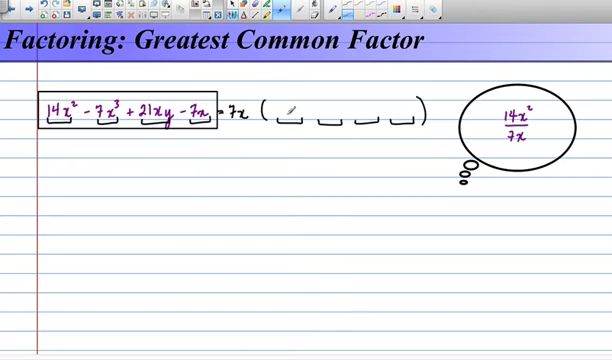 Factoring: Greatest Common Factor
14x² - 7x³ + 21xy - 7x = 7x (        )
14x²
7x